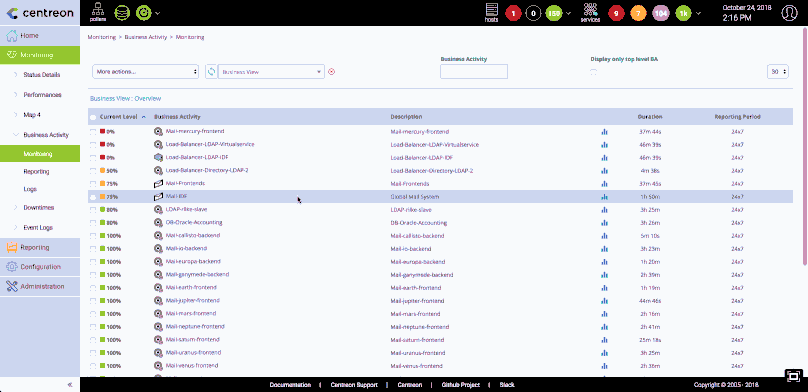 centreon
pollers
hosts
1 0 159
services
9 7 104 1k
October 24, 2018
2:16 PM
Home
Monitoring
Status Details
Performances
Map 4
Business Activity
Monitoring
Reporting
Logs
Downtimes
Event Logs
Reporting
Configuration
Administration
Monitoring > Business Activity > Monitoring
Business Activity
Display only top level BA
More actions...
Business View
30
Business View : Overview
Current Level Business Activity Description Duration Reporting Period
0% Mail-mercury-frontend Mail-mercury-frontend 37m 44s 24x7
0% Load-Balancer-LDAP-Virtualservice Load-Balancer-LDAP-Virtualservice 46m 39s 24x7
0% Load-Balancer-LDAP-IDF Load-Balancer-LDAP-IDF 46m 39s 24x7
50% Load-Balancer-Directory-LDAP-2 Load-Balancer-Directory-LDAP-2 4m 38s 24x7
75% Mail-Frontends Mail-Frontends 37m 45s 24x7
Mail-IDF Global Mail System 1h 50m 24x7
80% LDAP-rlike-slave LDAP-rlike-slave 3h 25m 24x7
80% DB-Oracle-Accounting DB-Oracle-Accounting 3h 26m 24x7
100% Mail-callisto-backend Mail-callisto-backend 5m 10s 24x7
100% Mail-io-backend Mail-io-backend 3h 23m 24x7
100% Mail-europa-backend Mail-europa-backend 1h 25m 24x7
100% Mail-ganymede-backend Mail-ganymede-backend 2h 39m 24x7
100% Mail-earth-frontend Mail-earth-frontend 1h 19m 24x7
100% Mail-jupiter-frontend Mail-jupiter-frontend 44m 46s 24x7
100% Mail-mars-frontend Mail-mars-frontend 2h 16m 24x7
100% Mail-neptune-frontend Mail-neptune-frontend 2h 41m 24x7
100% Mail-saturn-frontend Mail-saturn-frontend 25m 18s 24x7
100% Mail-uranus-frontend Mail-uranus-frontend 3h 25m 24x7
100% Mail-venus-frontend Mail-venus-frontend 2h 36m 24x7
Documentation | Centreon Support | Centreon | Github Project | Slack
Copyright © 2005 - 2018